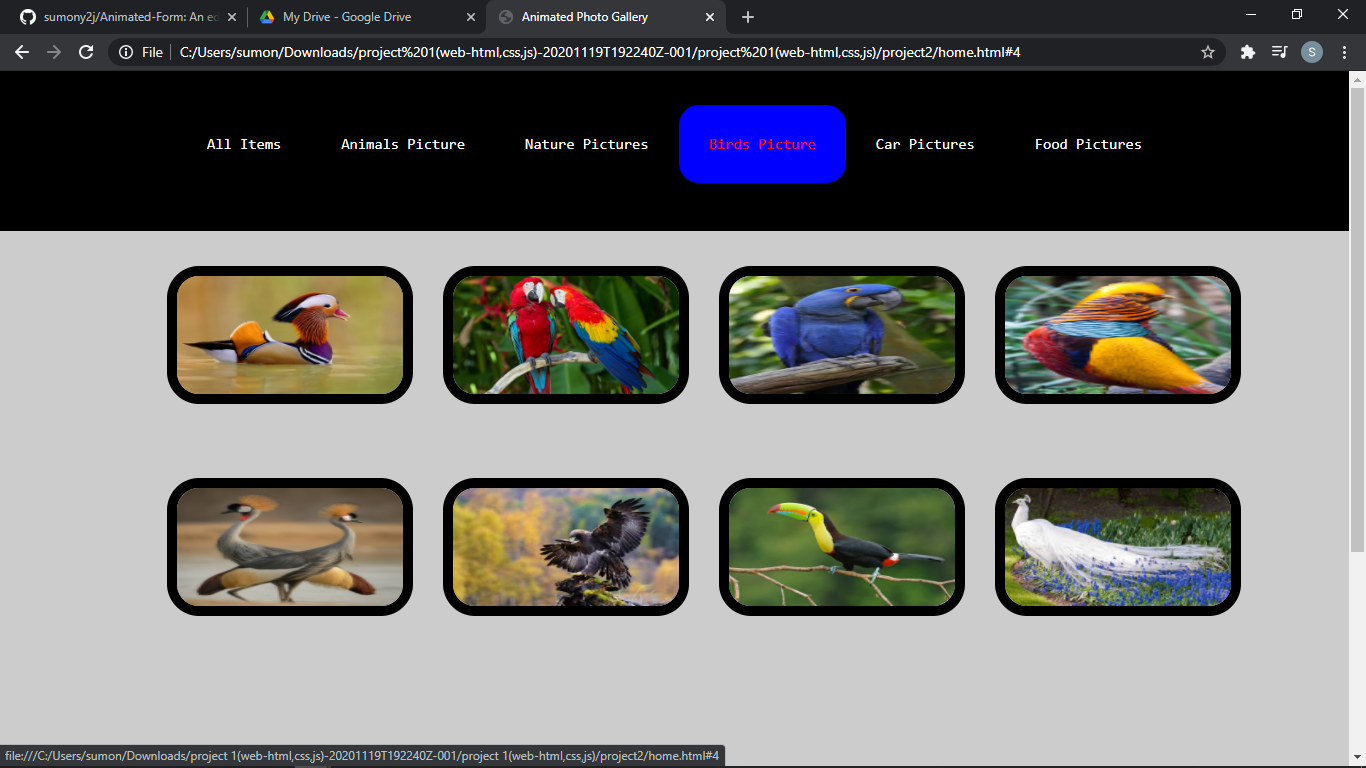 sumony2j/Animated-Form: An ed
My Drive - Google Drive
Animated Photo Gallery
File
C:/Users/sumon/Downloads/project%201(web-html,css,js)-20201119T192240Z-001/project%201(web-html,css,js)/project2/home.html#4
S
All Items
Animals Picture
Nature Pictures
Birds Picture
Car Pictures
Food Pictures
file:///C:/Users/sumon/Downloads/project 1(web-html,css,js)-20201119T192240Z-001/project 1(web-html,css,js)/project2/home.html#4